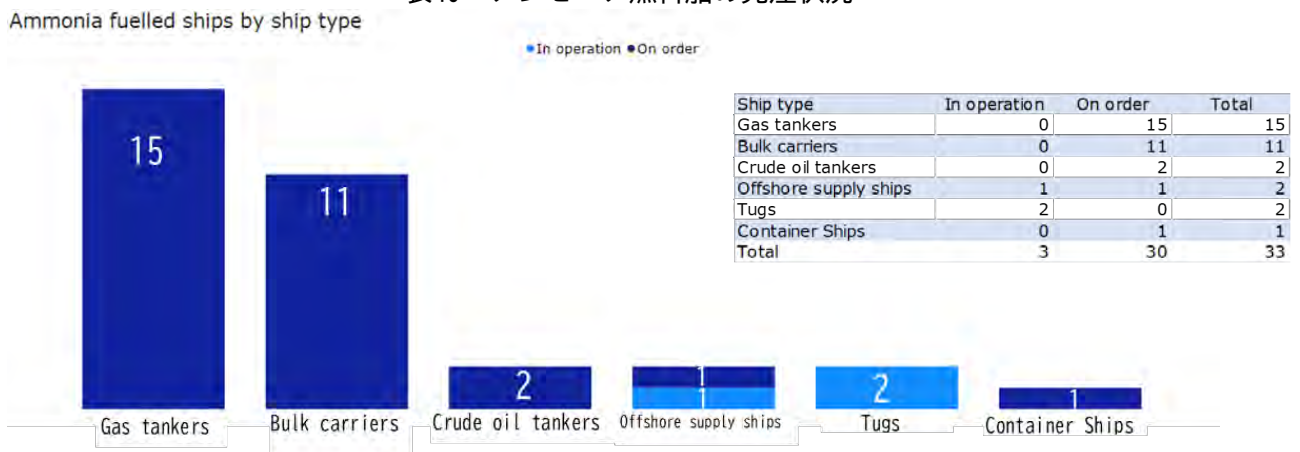 Ammonia fuelled ships by ship type
In operation On order
Ship type In operation On order Total
Gas tankers 0 15 15
Bulk carriers 0 11 11
Crude oil tankers 0 2 2
Offshore supply ships 1 1 2
Tugs 2 0 2
Container Ships 0 1 1
Total 3 30 33
15
11
2
1
1
2
1
Gas tankers
Bulk carriers
Crude oil tankers
Offshore supply ships
Tugs
Container Ships